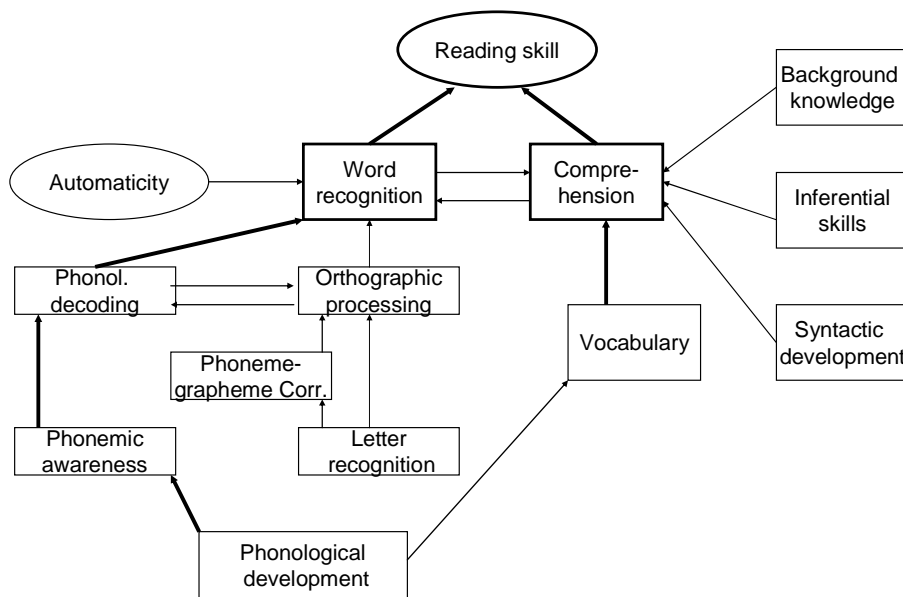 Reading skill
Background
knowledge
Automaticity
Word
recognition
Compre-
hension
Inferential
skills
Phonol.
decoding
Orthographic
processing
Vocabulary
Syntactic
development
Phoneme-
grapheme Corr.
Phonemic
awareness
Letter
recognition
Phonological
development